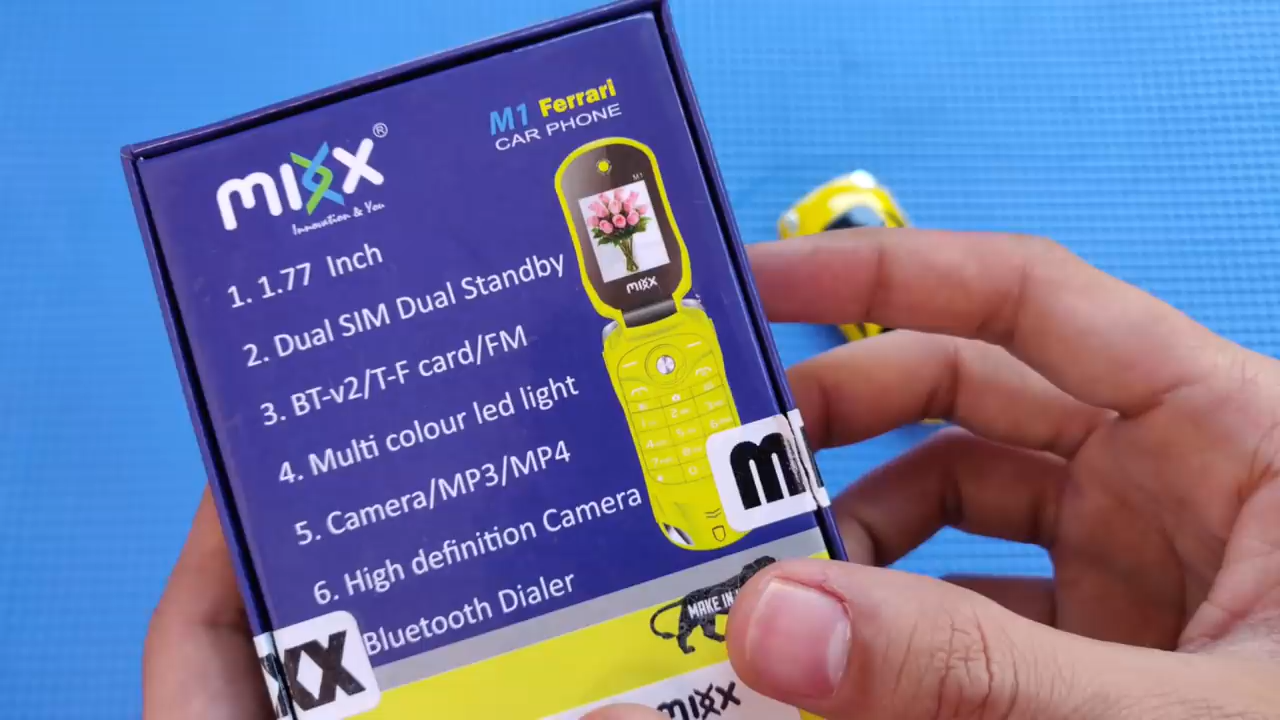 M1 Ferrari
CAR PHONE
mixx®
Innovation & You
1. 1.77 Inch
2. Dual SIM Dual Standby
3. BT-v2/T-F card/FM
4. Multi colour led light
5. Camera/MP3/MP4
6. High definition Camera
Bluetooth Dialer
M1
mixx
m
xx
MAKE IN
mixx